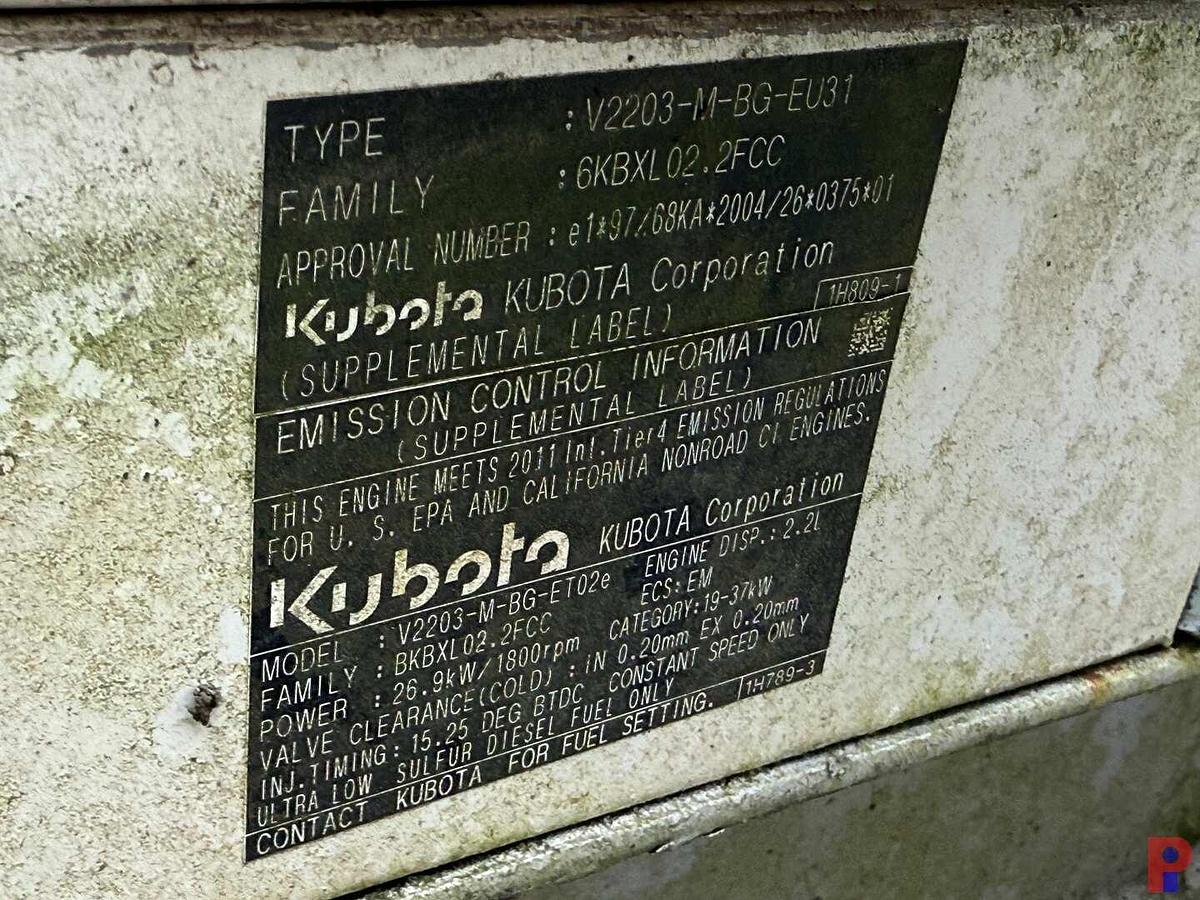 TYPE : V2203-M-BG-EU31
FAMILY : 6KBXL02.2FCC
APPROVAL NUMBER : e1*97/68KA*2004/26*0375*01
Kubota KUBOTA Corporation
(SUPPLEMENTAL LABEL) 1H809-1
EMISSION CONTROL INFORMATION
(SUPPLEMENTAL LABEL)
THIS ENGINE MEETS 2011 Int.Tier4 EMISSION REGULATIONS
FOR U. S. EPA AND CALIFORNIA NONROAD CI ENGINES.
Kubota KUBOTA Corporation
MODEL : V2203-M-BG-ET02e ENGINE DISP.: 2.2L
FAMILY : BKBXL02.2FCC ECS: EM
POWER : 26.9kW/1800rpm CATEGORY:19-37kW
VALVE CLEARANCE(COLD) : IN 0.20mm EX 0.20mm
INJ.TIMING: 15.25 DEG BTDC CONSTANT SPEED ONLY
ULTRA LOW SULFUR DIESEL FUEL ONLY
CONTACT KUBOTA FOR FUEL SETTING. 1H789-3
Pi